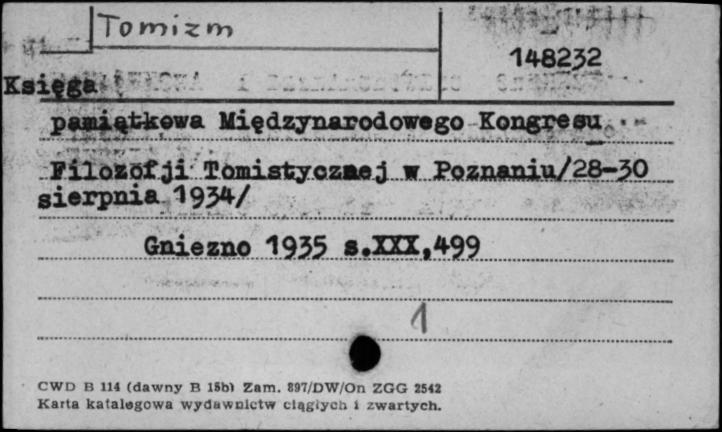 Tomizm
148232
Księga
pamiątkowa Międzynarodowego Kongresu
Filozofji Tomistycznej w Poznaniu/28-30
sierpnia 1934/
Gniezno 1935 s.XXX,499
1
CWD B 114 (dawny B 15b) Zam. 897/DW/On ZGG 2542
Karta katalogowa wydawnictw ciągłych i zwartych.